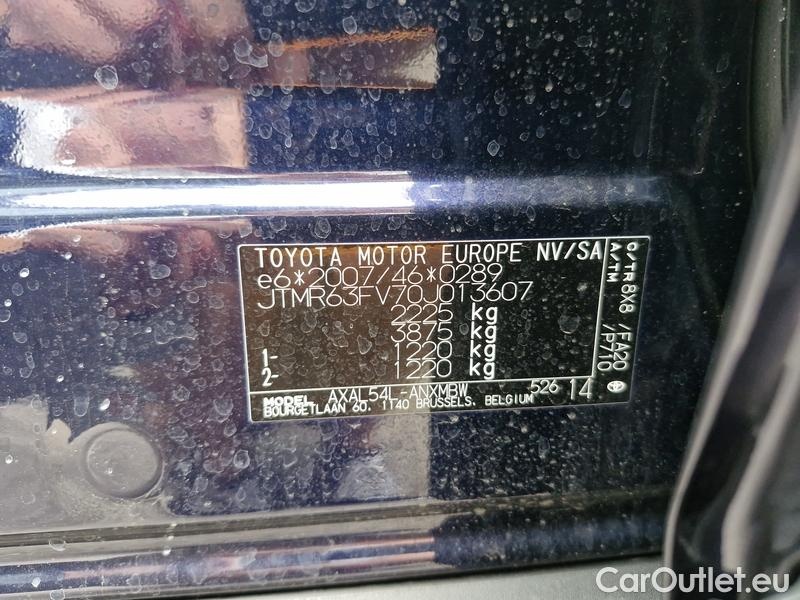 TOYOTA MOTOR EUROPE NV/SA
e6*2007/46*0289
JTMR63FV70J013607
2225 kg
3875 kg
1- 1220 kg
2- 1220 kg
MODEL AXAL54L-ANXMBW 526 14
BOURGETLAAN 60, 1140 BRUSSELS, BELGIUM
C/TR 8X8 /FA20
A/TM /P710
CarOutlet.eu